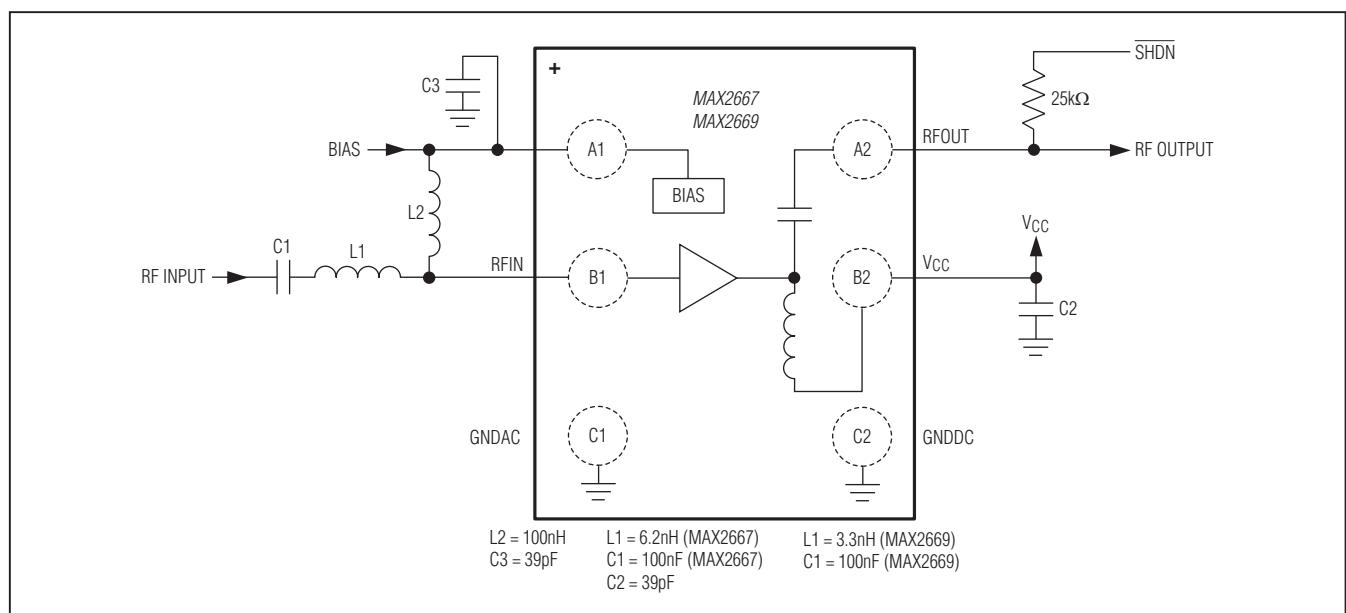 +
MAX2667
MAX2669
SHDN
25kΩ
C3
BIAS
A1
BIAS
A2
RFOUT
RF OUTPUT
L2
C1
L1
RF INPUT
RFIN
B1
B2
VCC
VCC
C2
GNDAC
C1
C2
GNDDC
L2 = 100nH
C3 = 39pF
L1 = 6.2nH (MAX2667)
C1 = 100nF (MAX2667)
C2 = 39pF
L1 = 3.3nH (MAX2669)
C1 = 100nF (MAX2669)